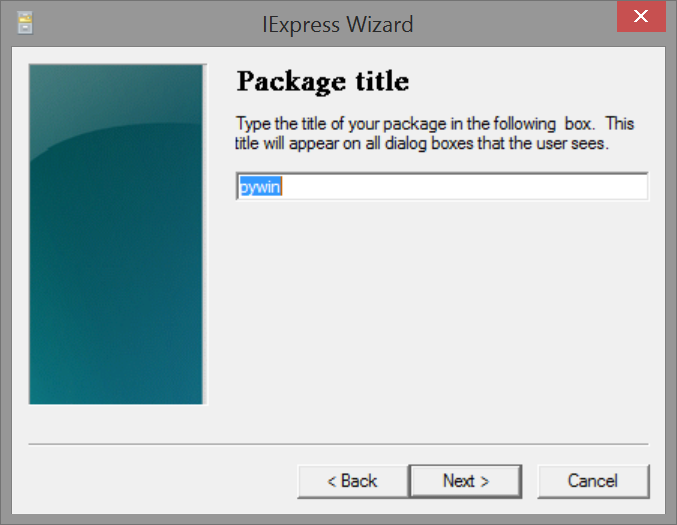 IExpress Wizard
Package title
Type the title of your package in the following box. This
title will appear on all dialog boxes that the user sees.
pywin
< Back
Next >
Cancel